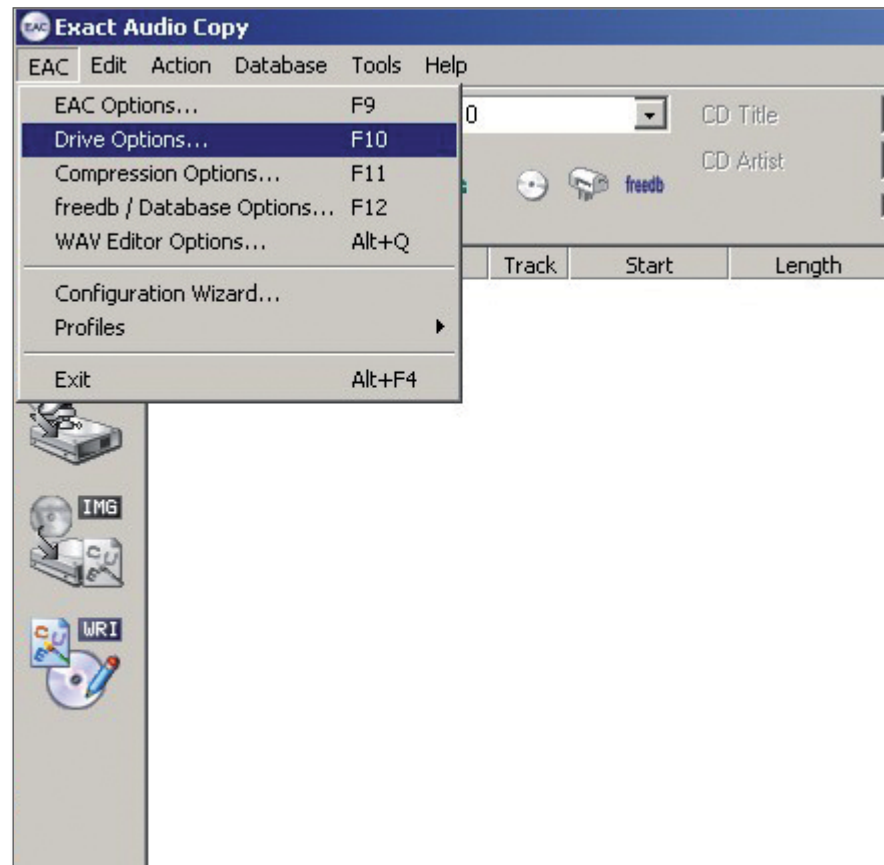 Exact Audio Copy
EAC Edit Action Database Tools Help
EAC Options... F9
Drive Options... F10
Compression Options... F11
freedb / Database Options... F12
WAV Editor Options... Alt+Q
Configuration Wizard...
Profiles
Exit Alt+F4
0
CD Title
CD Artist
freedb
Track Start Length
IMG
CUE
WRI
CUE